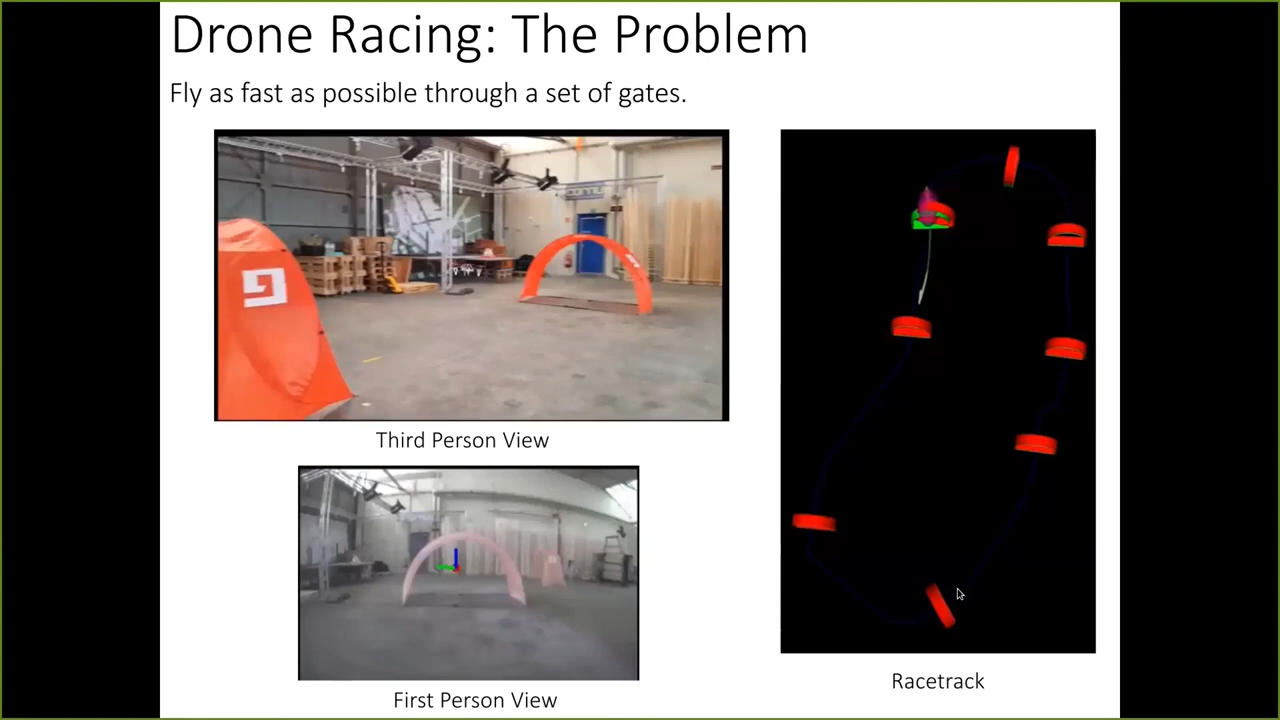 Drone Racing: The Problem
Fly as fast as possible through a set of gates.
Third Person View
First Person View
Racetrack